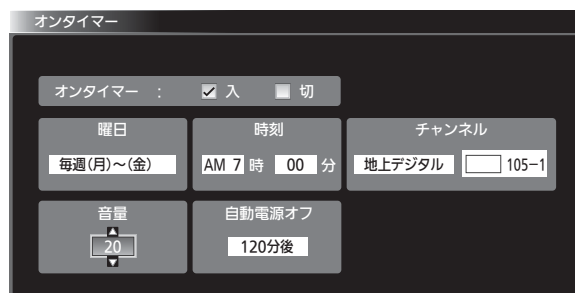 オンタイマー
オンタイマー : 入 切
曜日 時刻 チャンネル
毎週(月)～(金) AM 7 時 00 分 地上デジタル 105-1
音量 自動電源オフ
20 120分後